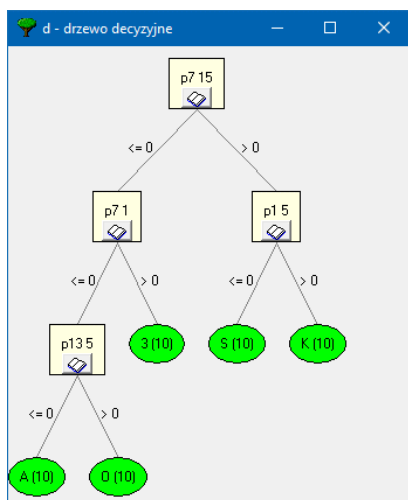 d - drzewo decyzyjne
p7 15
<= 0
> 0
p7 1
p1 5
<= 0
> 0
<= 0
> 0
p13 5
3 (10)
S (10)
K (10)
<= 0
> 0
A (10)
O (10)